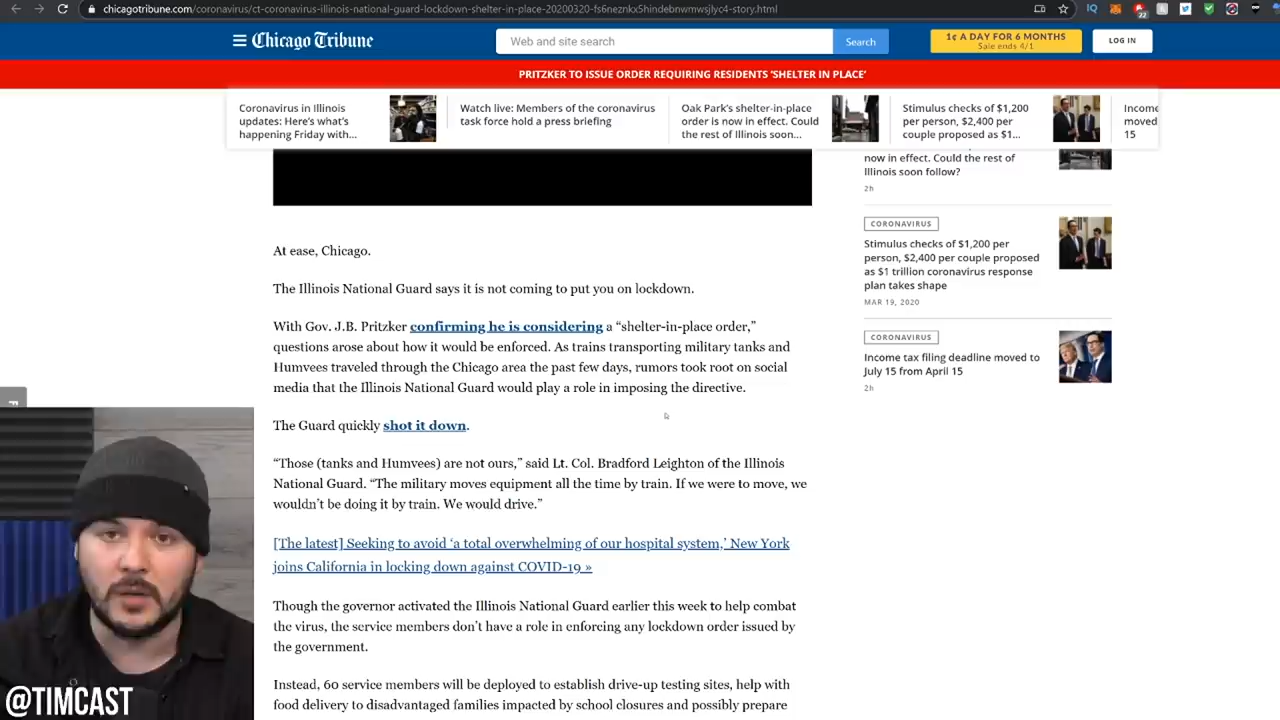 chicagotribune.com/coronavirus/ct-coronavirus-illinois-national-guard-lockdown-shelter-in-place-20200320-fs6neznkx5hindebnwmwsjlyc4-story.html
Chicago Tribune
Web and site search
Search
1¢ A DAY FOR 6 MONTHS
Sale ends 4/1
LOG IN
PRITZKER TO ISSUE ORDER REQUIRING RESIDENTS ‘SHELTER IN PLACE’
Coronavirus in Illinois
updates: Here’s what’s
happening Friday with...
Watch live: Members of the coronavirus
task force hold a press briefing
Oak Park’s shelter-in-place
order is now in effect. Could
the rest of Illinois soon...
Stimulus checks of $1,200
per person, $2,400 per
couple proposed as $1...
Income
moved
15
At ease, Chicago.
The Illinois National Guard says it is not coming to put you on lockdown.
With Gov. J.B. Pritzker confirming he is considering a “shelter-in-place order,”
questions arose about how it would be enforced. As trains transporting military tanks and
Humvees traveled through the Chicago area the past few days, rumors took root on social
media that the Illinois National Guard would play a role in imposing the directive.
The Guard quickly shot it down.
“Those (tanks and Humvees) are not ours,” said Lt. Col. Bradford Leighton of the Illinois
National Guard. “The military moves equipment all the time by train. If we were to move, we
wouldn’t be doing it by train. We would drive.”
[The latest] Seeking to avoid ‘a total overwhelming of our hospital system,’ New York
joins California in locking down against COVID-19 »
Though the governor activated the Illinois National Guard earlier this week to help combat
the virus, the service members don’t have a role in enforcing any lockdown order issued by
the government.
Instead, 60 service members will be deployed to establish drive-up testing sites, help with
food delivery to disadvantaged families impacted by school closures and possibly prepare
now in effect. Could the rest of
Illinois soon follow?
2h
CORONAVIRUS
Stimulus checks of $1,200 per
person, $2,400 per couple proposed
as $1 trillion coronavirus response
plan takes shape
MAR 19, 2020
CORONAVIRUS
Income tax filing deadline moved to
July 15 from April 15
2h
@TIMCAST